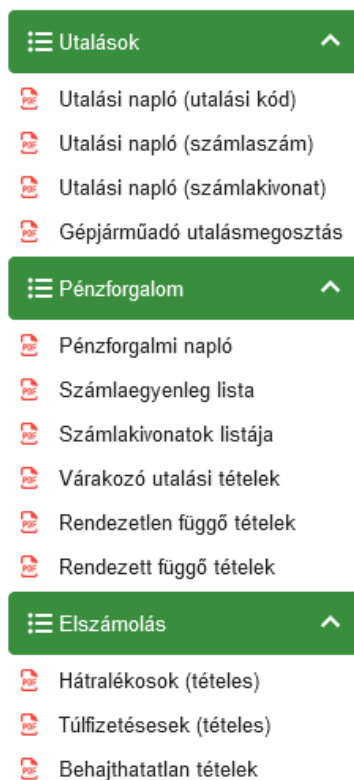 Utalások
Utalási napló (utalási kód)
Utalási napló (számlaszám)
Utalási napló (számlakivonat)
Gépjárműadó utalásmegosztás
Pénzforgalom
Pénzforgalmi napló
Számlaegyenleg lista
Számlakivonatok listája
Várakozó utalási tételek
Rendezetlen függő tételek
Rendezett függő tételek
Elszámolás
Hátralékosok (tételes)
Túlfizetésesek (tételes)
Behajthatatlan tételek